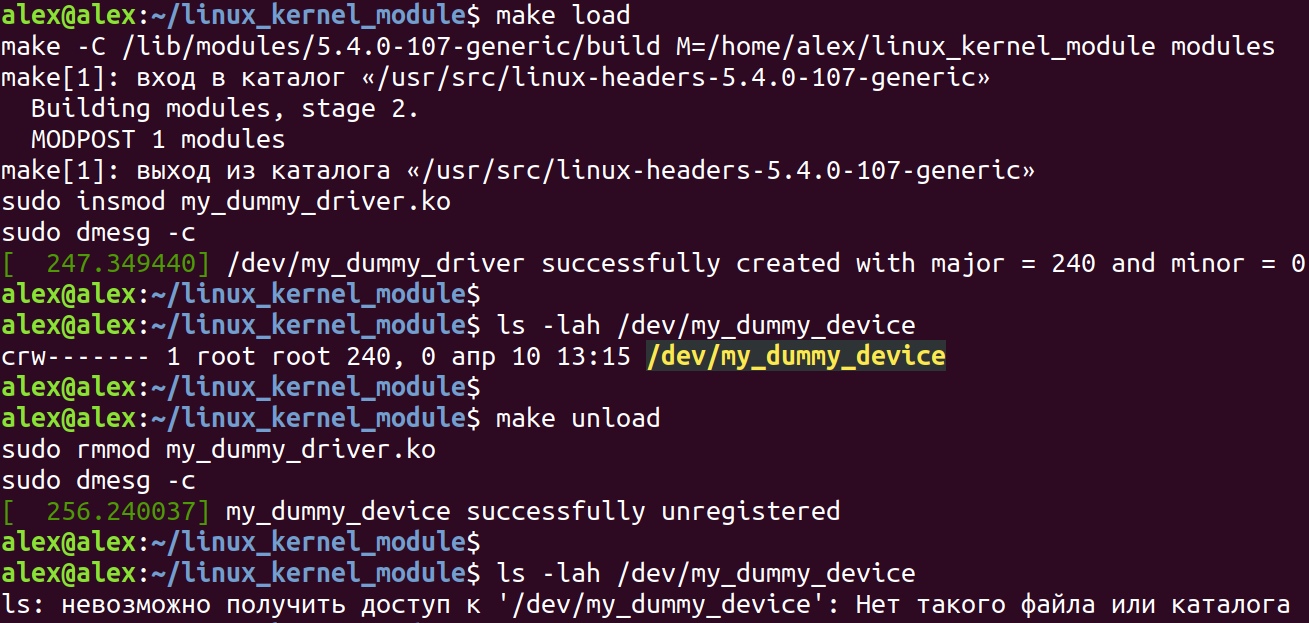 alex@alex:~/linux_kernel_module$ make load
make -C /lib/modules/5.4.0-107-generic/build M=/home/alex/linux_kernel_module modules
make[1]: вход в каталог «/usr/src/linux-headers-5.4.0-107-generic»
  Building modules, stage 2.
  MODPOST 1 modules
make[1]: выход из каталога «/usr/src/linux-headers-5.4.0-107-generic»
sudo insmod my_dummy_driver.ko
sudo dmesg -c
[  247.349440] /dev/my_dummy_driver successfully created with major = 240 and minor = 0
alex@alex:~/linux_kernel_module$
alex@alex:~/linux_kernel_module$ ls -lah /dev/my_dummy_device
crw------- 1 root root 240, 0 апр 10 13:15 /dev/my_dummy_device
alex@alex:~/linux_kernel_module$
alex@alex:~/linux_kernel_module$ make unload
sudo rmmod my_dummy_driver.ko
sudo dmesg -c
[  256.240037] my_dummy_device successfully unregistered
alex@alex:~/linux_kernel_module$
alex@alex:~/linux_kernel_module$ ls -lah /dev/my_dummy_device
ls: невозможно получить доступ к '/dev/my_dummy_device': Нет такого файла или каталога